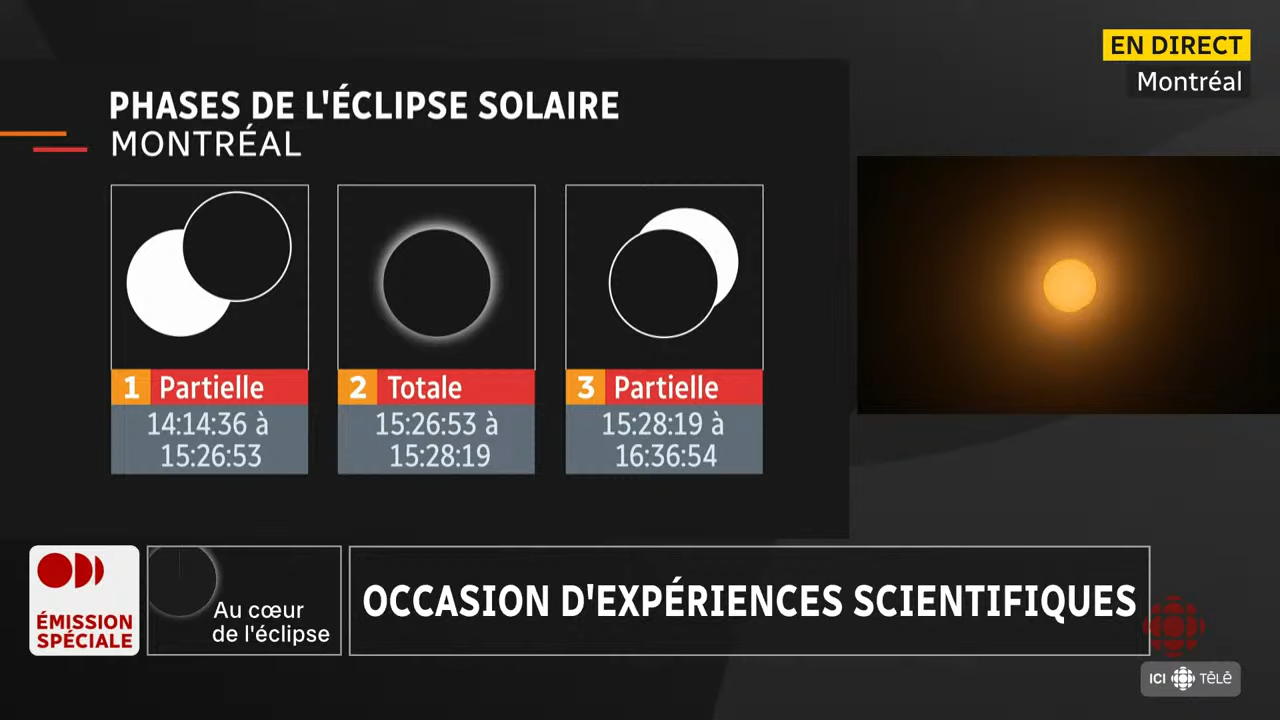 EN DIRECT
Montréal
PHASES DE L'ÉCLIPSE SOLAIRE
MONTRÉAL
1 Partielle
14:14:36 à
15:26:53
2 Totale
15:26:53 à
15:28:19
3 Partielle
15:28:19 à
16:36:54
ÉMISSION
SPÉCIALE
Au cœur
de l'éclipse
OCCASION D'EXPÉRIENCES SCIENTIFIQUES
ICI TÉLÉ